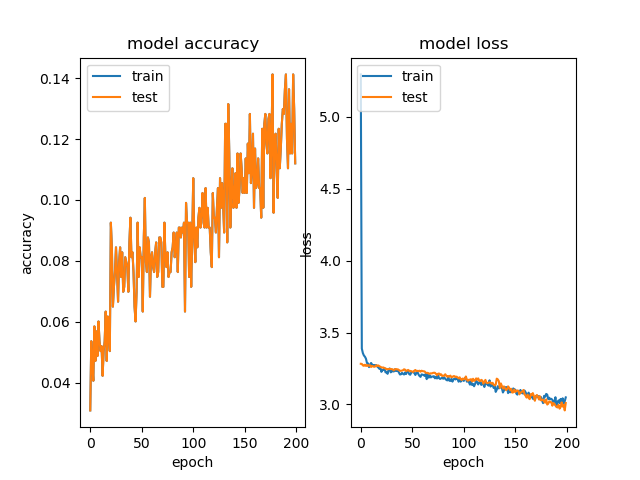 model accuracy
train
test
0.14
0.12
0.10
0.08
0.06
0.04
accuracy
0
50
100
150
200
epoch
model loss
train
test
5.0
4.5
4.0
3.5
3.0
loss
0
50
100
150
200
epoch